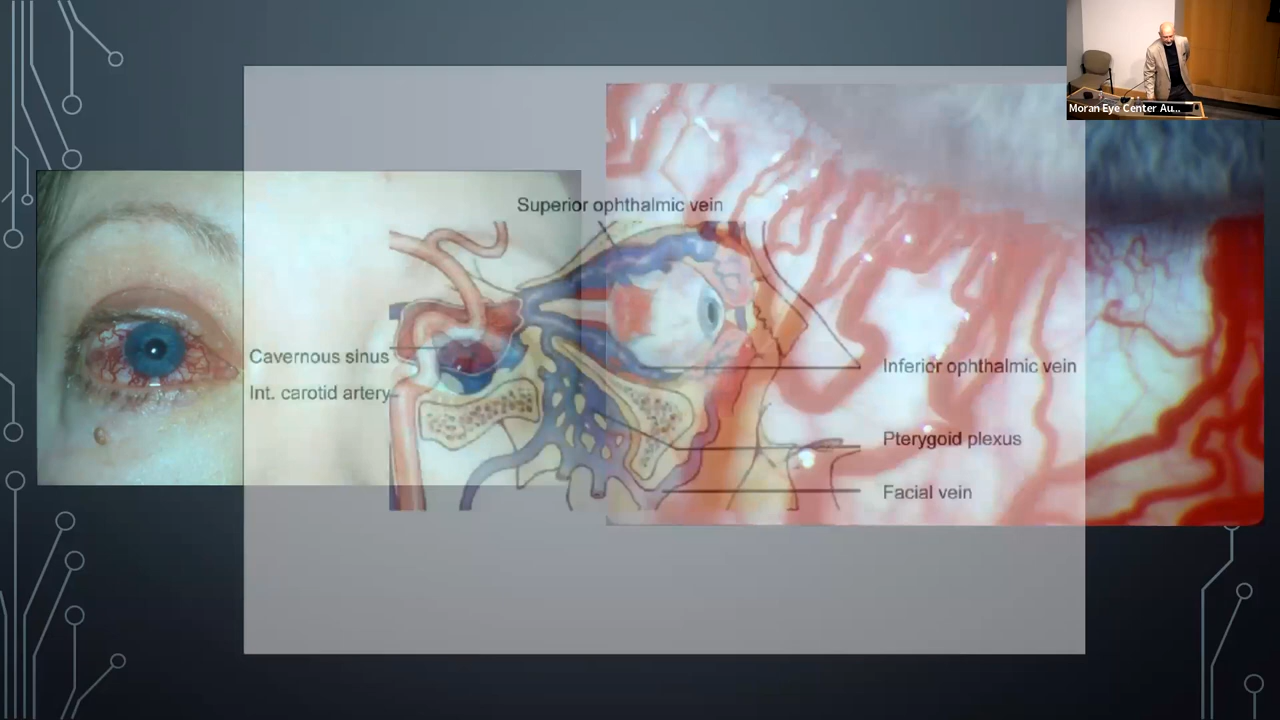 Moran Eye Center Au...
Superior ophthalmic vein
Cavernous sinus
Int. carotid artery
Inferior ophthalmic vein
Pterygoid plexus
Facial vein